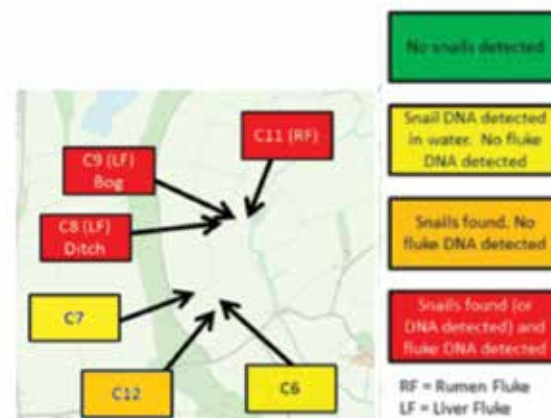 C11 (RF)
C9 (LF)
Bog
C8 (LF)
Ditch
C7
C12
C6
No snails detected
Snail DNA detected
in water. No fluke
DNA detected
Snails found. No
fluke DNA detected
Snails found (or
DNA detected) and
fluke DNA detected
RF = Rumen Fluke
LF = Liver Fluke